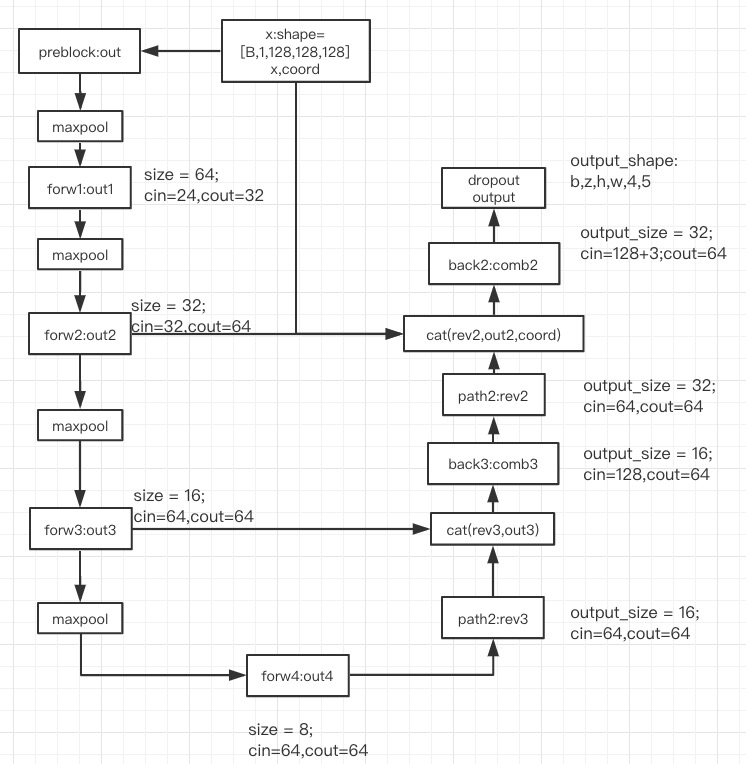 x:shape=
[B,1,128,128,128]
x,coord
preblock:out
maxpool
forw1:out1
size = 64;
cin=24,cout=32
maxpool
forw2:out2
size = 32;
cin=32,cout=64
maxpool
forw3:out3
size = 16;
cin=64,cout=64
maxpool
forw4:out4
size = 8;
cin=64,cout=64
path2:rev3
output_size = 16;
cin=64,cout=64
cat(rev3,out3)
back3:comb3
output_size = 16;
cin=128,cout=64
path2:rev2
output_size = 32;
cin=64,cout=64
cat(rev2,out2,coord)
back2:comb2
output_size = 32;
cin=128+3;cout=64
dropout
output
output_shape:
b,z,h,w,4,5